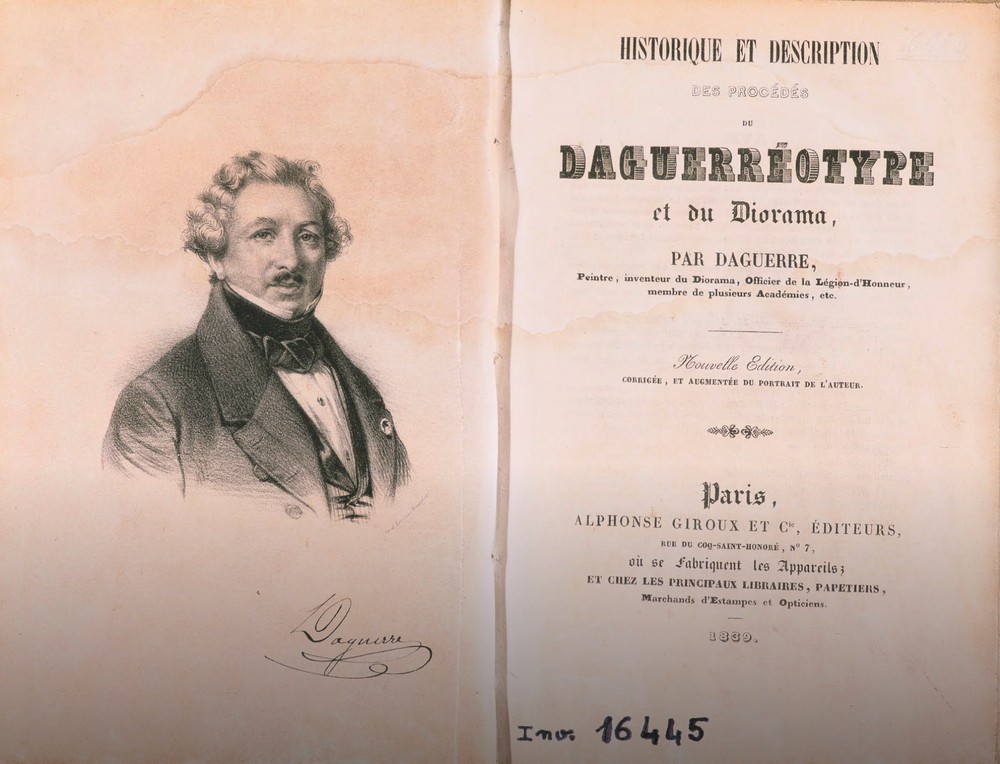 Daguerre
HISTORIQUE ET DESCRIPTION
DES PROCÉDÉS
DU
DAGUERRÉOTYPE
et du Diorama,
PAR DAGUERRE,
Peintre, inventeur du Diorama, Officier de la Légion-d'Honneur,
membre de plusieurs Académies, etc.
Nouvelle Edition,
CORRIGÉE, ET AUGMENTÉE DU PORTRAIT DE L'AUTEUR.
Paris,
ALPHONSE GIROUX ET Cie, ÉDITEURS,
RUE DU COQ-SAINT-HONORÉ, No 7,
où se Fabriquent les Appareils;
ET CHEZ LES PRINCIPAUX LIBRAIRES, PAPETIERS,
Marchands d'Estampes et Opticiens.
1839.
Inv. 16445